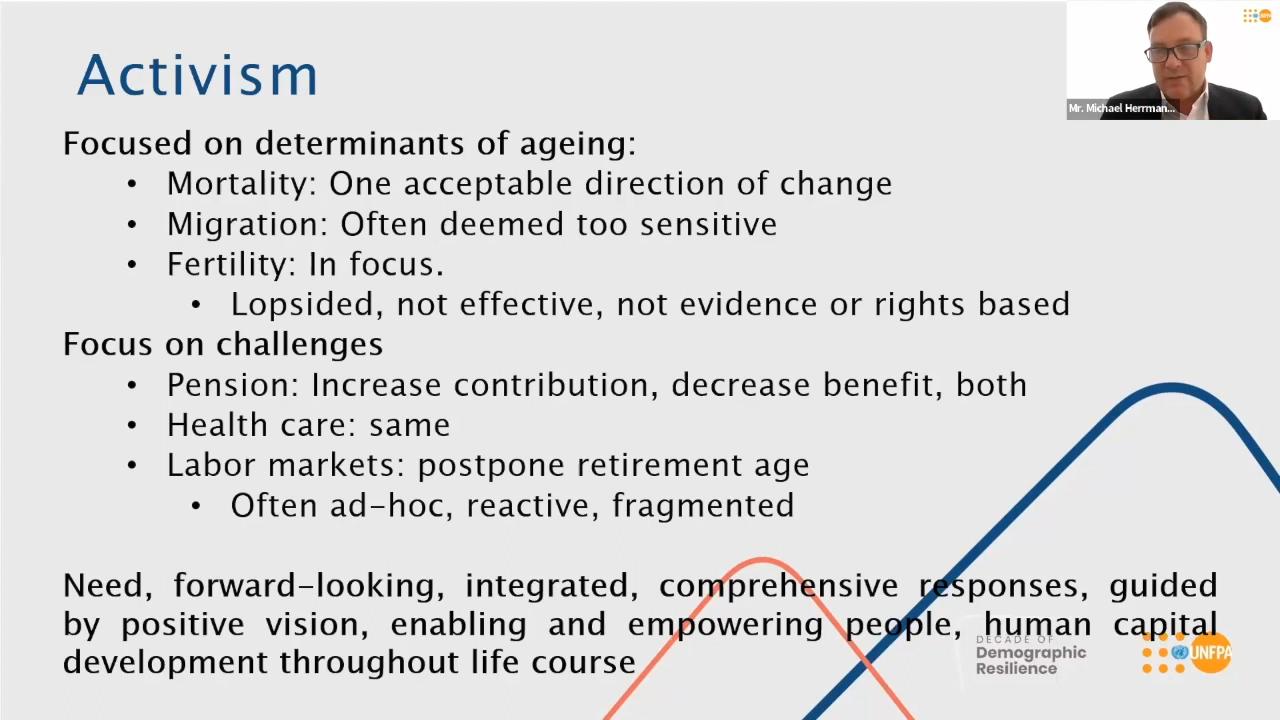 Activism
Mr. Michael Herrman...
Focused on determinants of ageing:
• Mortality: One acceptable direction of change
• Migration: Often deemed too sensitive
• Fertility: In focus.
• Lopsided, not effective, not evidence or rights based
Focus on challenges
• Pension: Increase contribution, decrease benefit, both
• Health care: same
• Labor markets: postpone retirement age
• Often ad-hoc, reactive, fragmented
Need, forward-looking, integrated, comprehensive responses, guided
by positive vision, enabling and empowering people, human capital
development throughout life course
DECADE OF
Demographic
Resilience
UNFPA